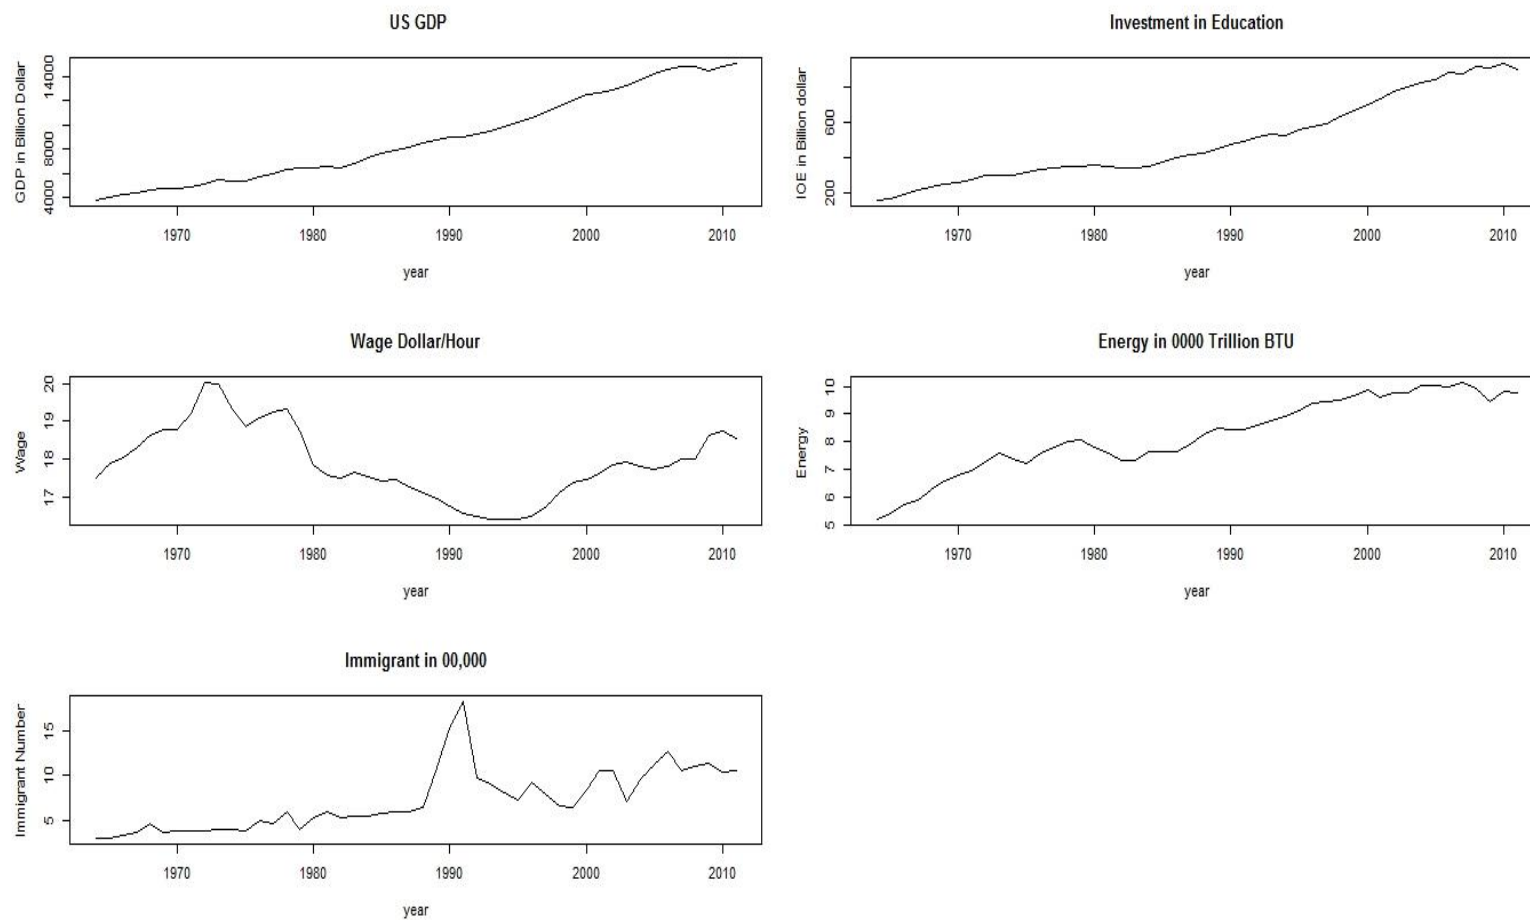 US GDP
GDP in Billion Dollar
4000 8000 14000
1970 1980 1990 2000 2010
year
Investment in Education
IOE in Billion dollar
200 600
1970 1980 1990 2000 2010
year
Wage Dollar/Hour
Wage
17 18 19 20
1970 1980 1990 2000 2010
year
Energy in 0000 Trillion BTU
Energy
5 6 7 8 9 10
1970 1980 1990 2000 2010
year
Immigrant in 00,000
Immigrant Number
5 10 15
1970 1980 1990 2000 2010
year